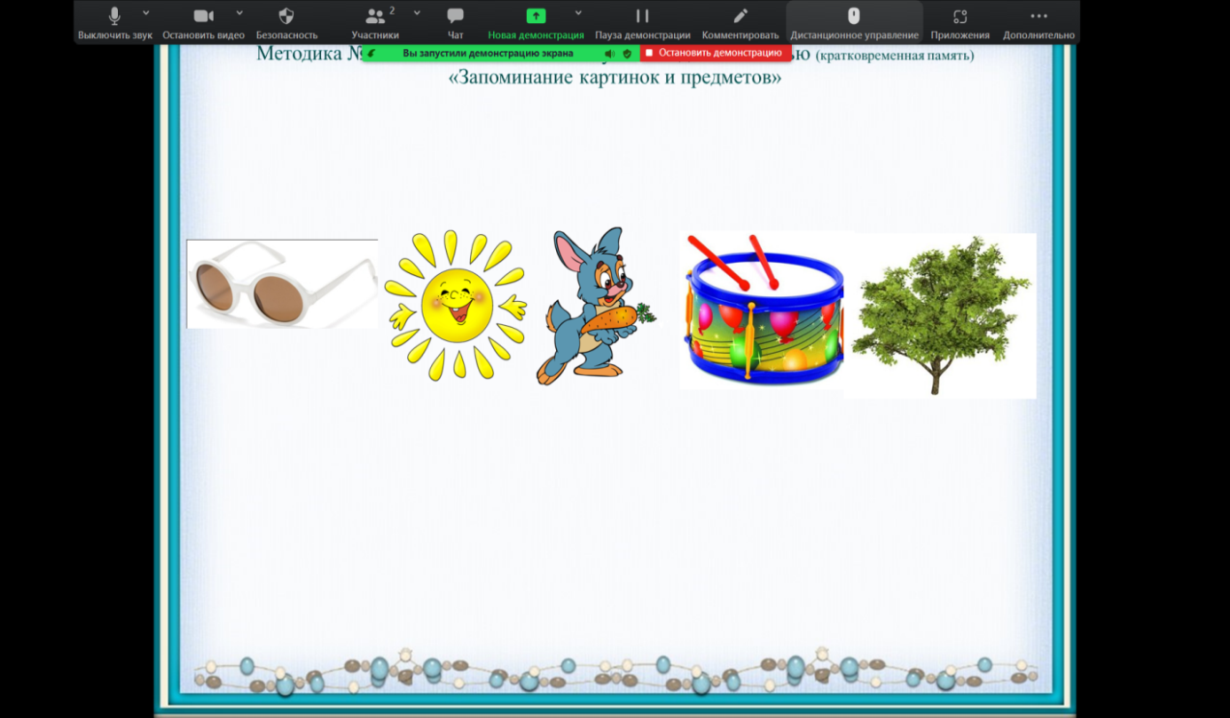 2
Выключить звук Остановить видео Безопасность Участники Чат Новая демонстрация Пауза демонстрации Комментировать Дистанционное управление Приложения Дополнительно
Вы запустили демонстрацию экрана Остановить демонстрацию
Методика (кратковременная память)
«Запоминание картинок и предметов»